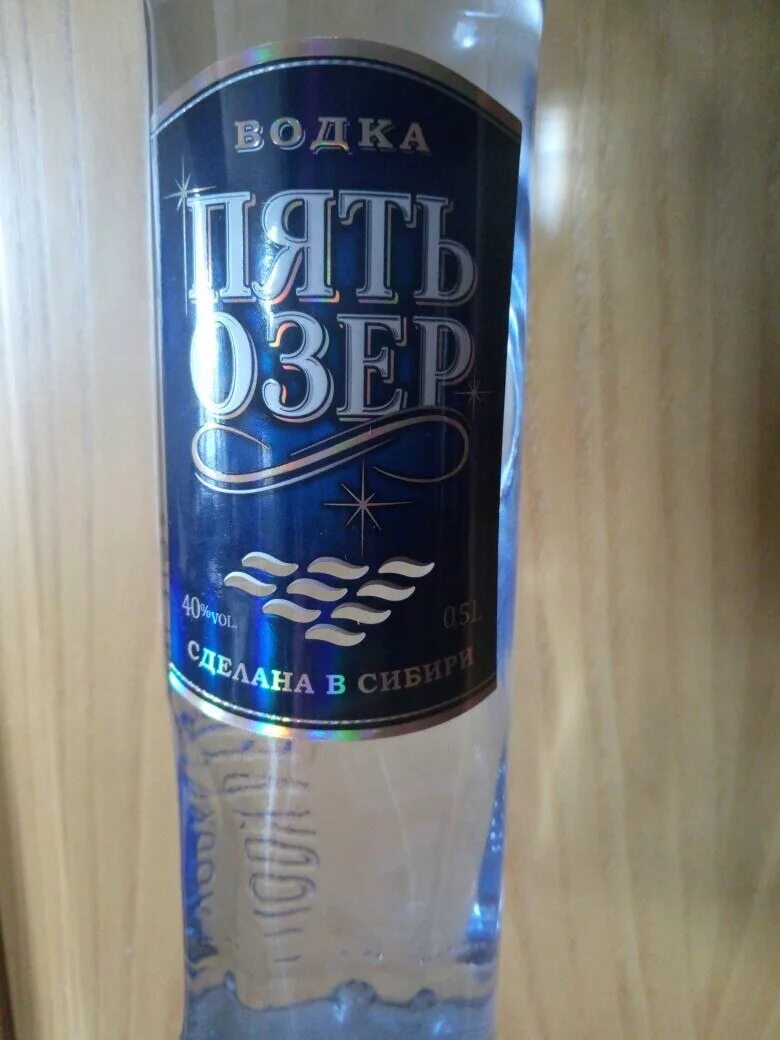 ВОДКА
ПЯТЬ
ОЗЕР
40%VOL. 0,5L
СДЕЛАНА В СИБИРИ